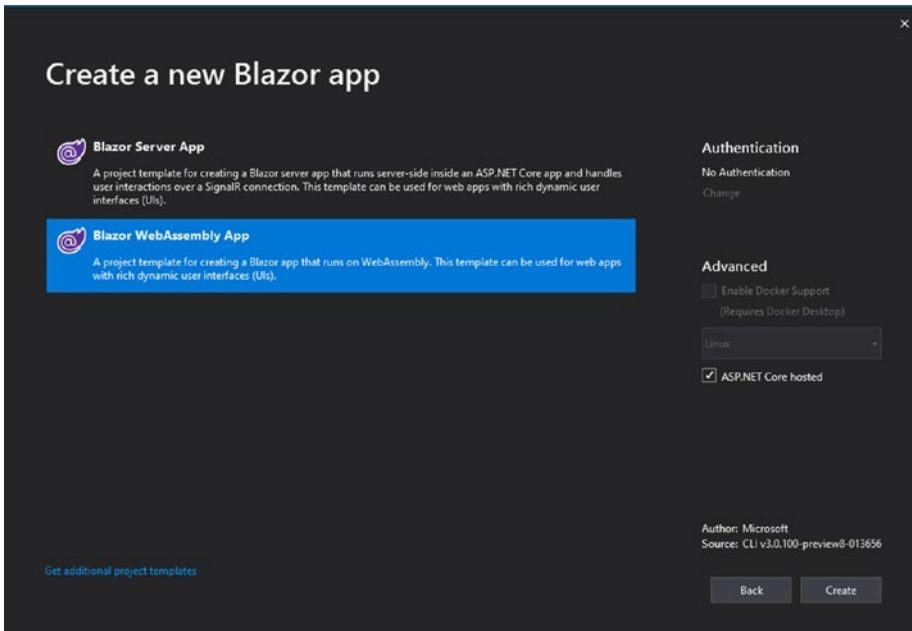 Create a new Blazor app
Blazor Server App
A project template for creating a Blazor server app that runs server-side inside an ASP.NET Core app and handles
user interactions over a SignalR connection. This template can be used for web apps with rich dynamic user
interfaces (UIs).
Blazor WebAssembly App
A project template for creating a Blazor app that runs on WebAssembly. This template can be used for web apps
with rich dynamic user interfaces (UIs).
Get additional project templates
Authentication
No Authentication
Change
Advanced
Enable Docker Support
(Requires Docker Desktop)
Linux
ASP.NET Core hosted
Author: Microsoft
Source: CLI v3.0.100-preview8-013656
Back
Create